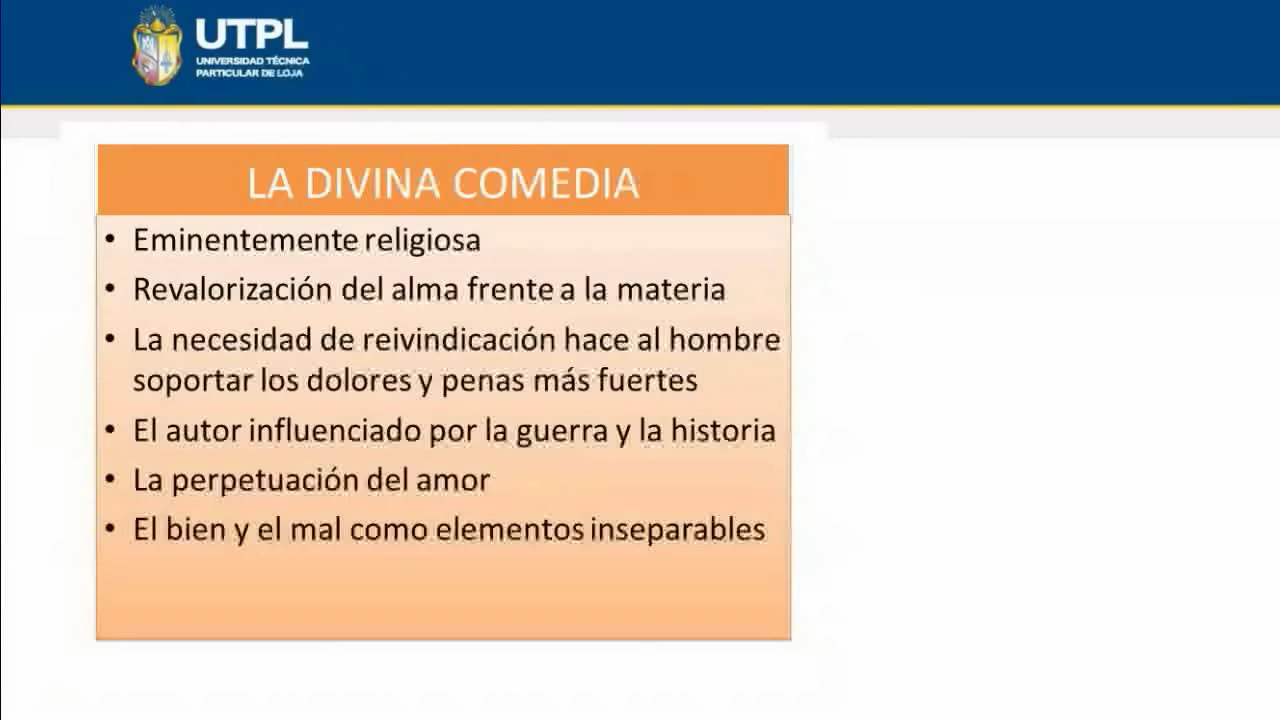 UTPL
UNIVERSIDAD TÉCNICA
PARTICULAR DE LOJA
LA DIVINA COMEDIA
• Eminentemente religiosa
• Revalorización del alma frente a la materia
• La necesidad de reivindicación hace al hombre
soportar los dolores y penas más fuertes
• El autor influenciado por la guerra y la historia
• La perpetuación del amor
• El bien y el mal como elementos inseparables